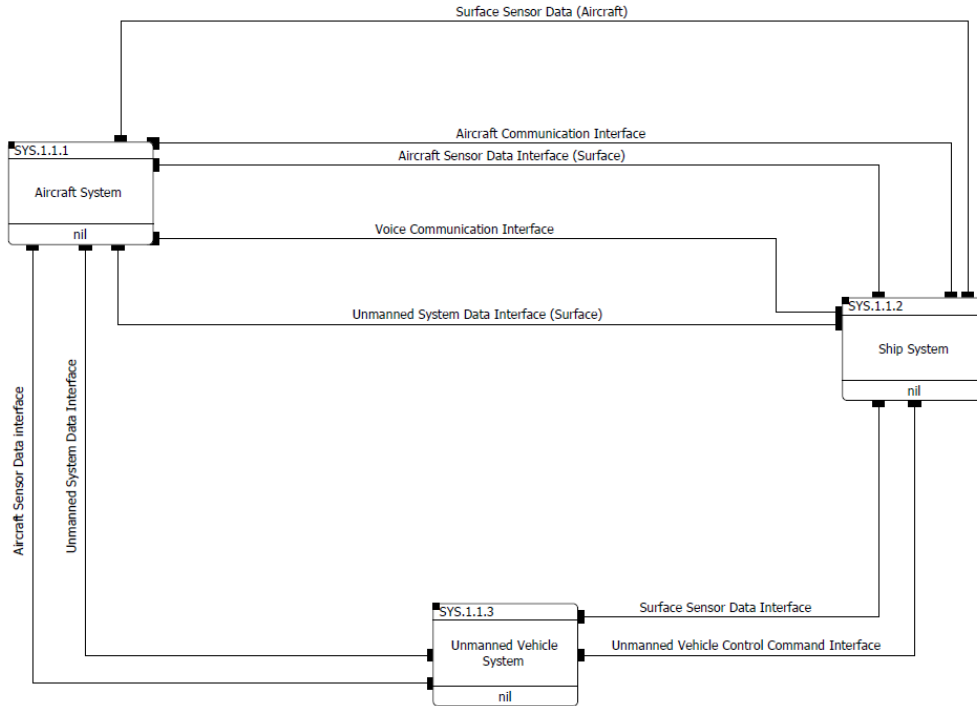 Surface Sensor Data (Aircraft)
Aircraft Communication Interface
SYS.1.1.1
Aircraft Sensor Data Interface (Surface)
Aircraft System
nil
Voice Communication Interface
Unmanned System Data Interface (Surface)
SYS.1.1.2
Ship System
nil
Aircraft Sensor Data interface
Unmanned System Data Interface
SYS.1.1.3
Surface Sensor Data Interface
Unmanned Vehicle
System
Unmanned Vehicle Control Command Interface
nil